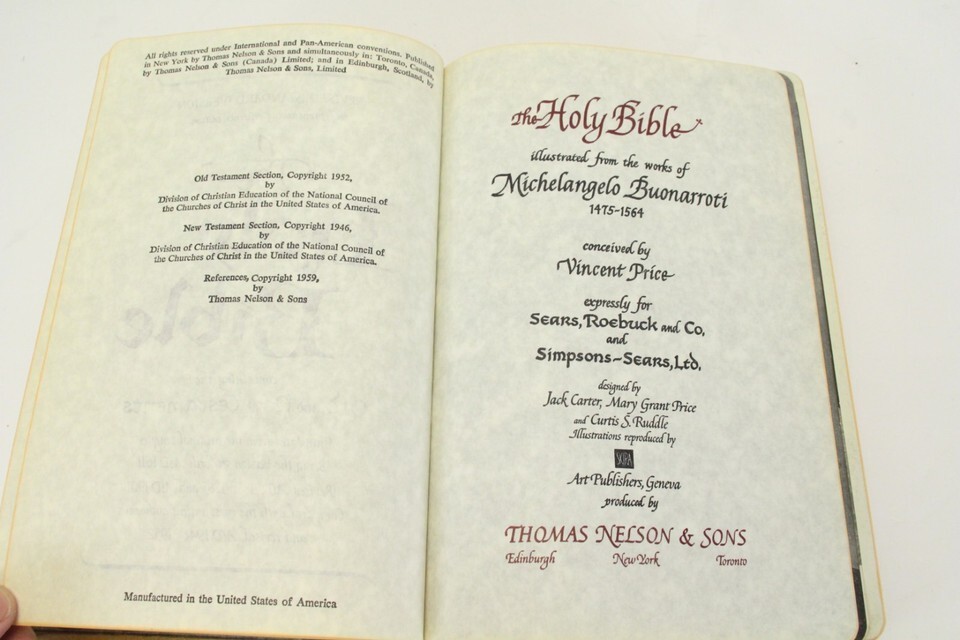 All rights reserved under International and Pan-American conventions. Published
in New York by Thomas Nelson & Sons and simultaneously in: Toronto, Canada,
by Thomas Nelson & Sons (Canada) Limited; and in Edinburgh, Scotland, by
Thomas Nelson & Sons, Limited
Old Testament Section, Copyright 1952,
by
Division of Christian Education of the National Council of
the Churches of Christ in the United States of America.
New Testament Section, Copyright 1946,
by
Division of Christian Education of the National Council of
the Churches of Christ in the United States of America.
References, Copyright 1959,
by
Thomas Nelson & Sons
Manufactured in the United States of America
the Holy Bible
illustrated from the works of
Michelangelo Buonarroti
1475-1564
conceived by
Vincent Price
expressly for
Sears, Roebuck and Co.
and
Simpsons-Sears, Ltd.
designed by
Jack Carter, Mary Grant Price
and Curtis S. Ruddle
Illustrations reproduced by
SKIRA
Art Publishers, Geneva
produced by
THOMAS NELSON & SONS
Edinburgh New York Toronto